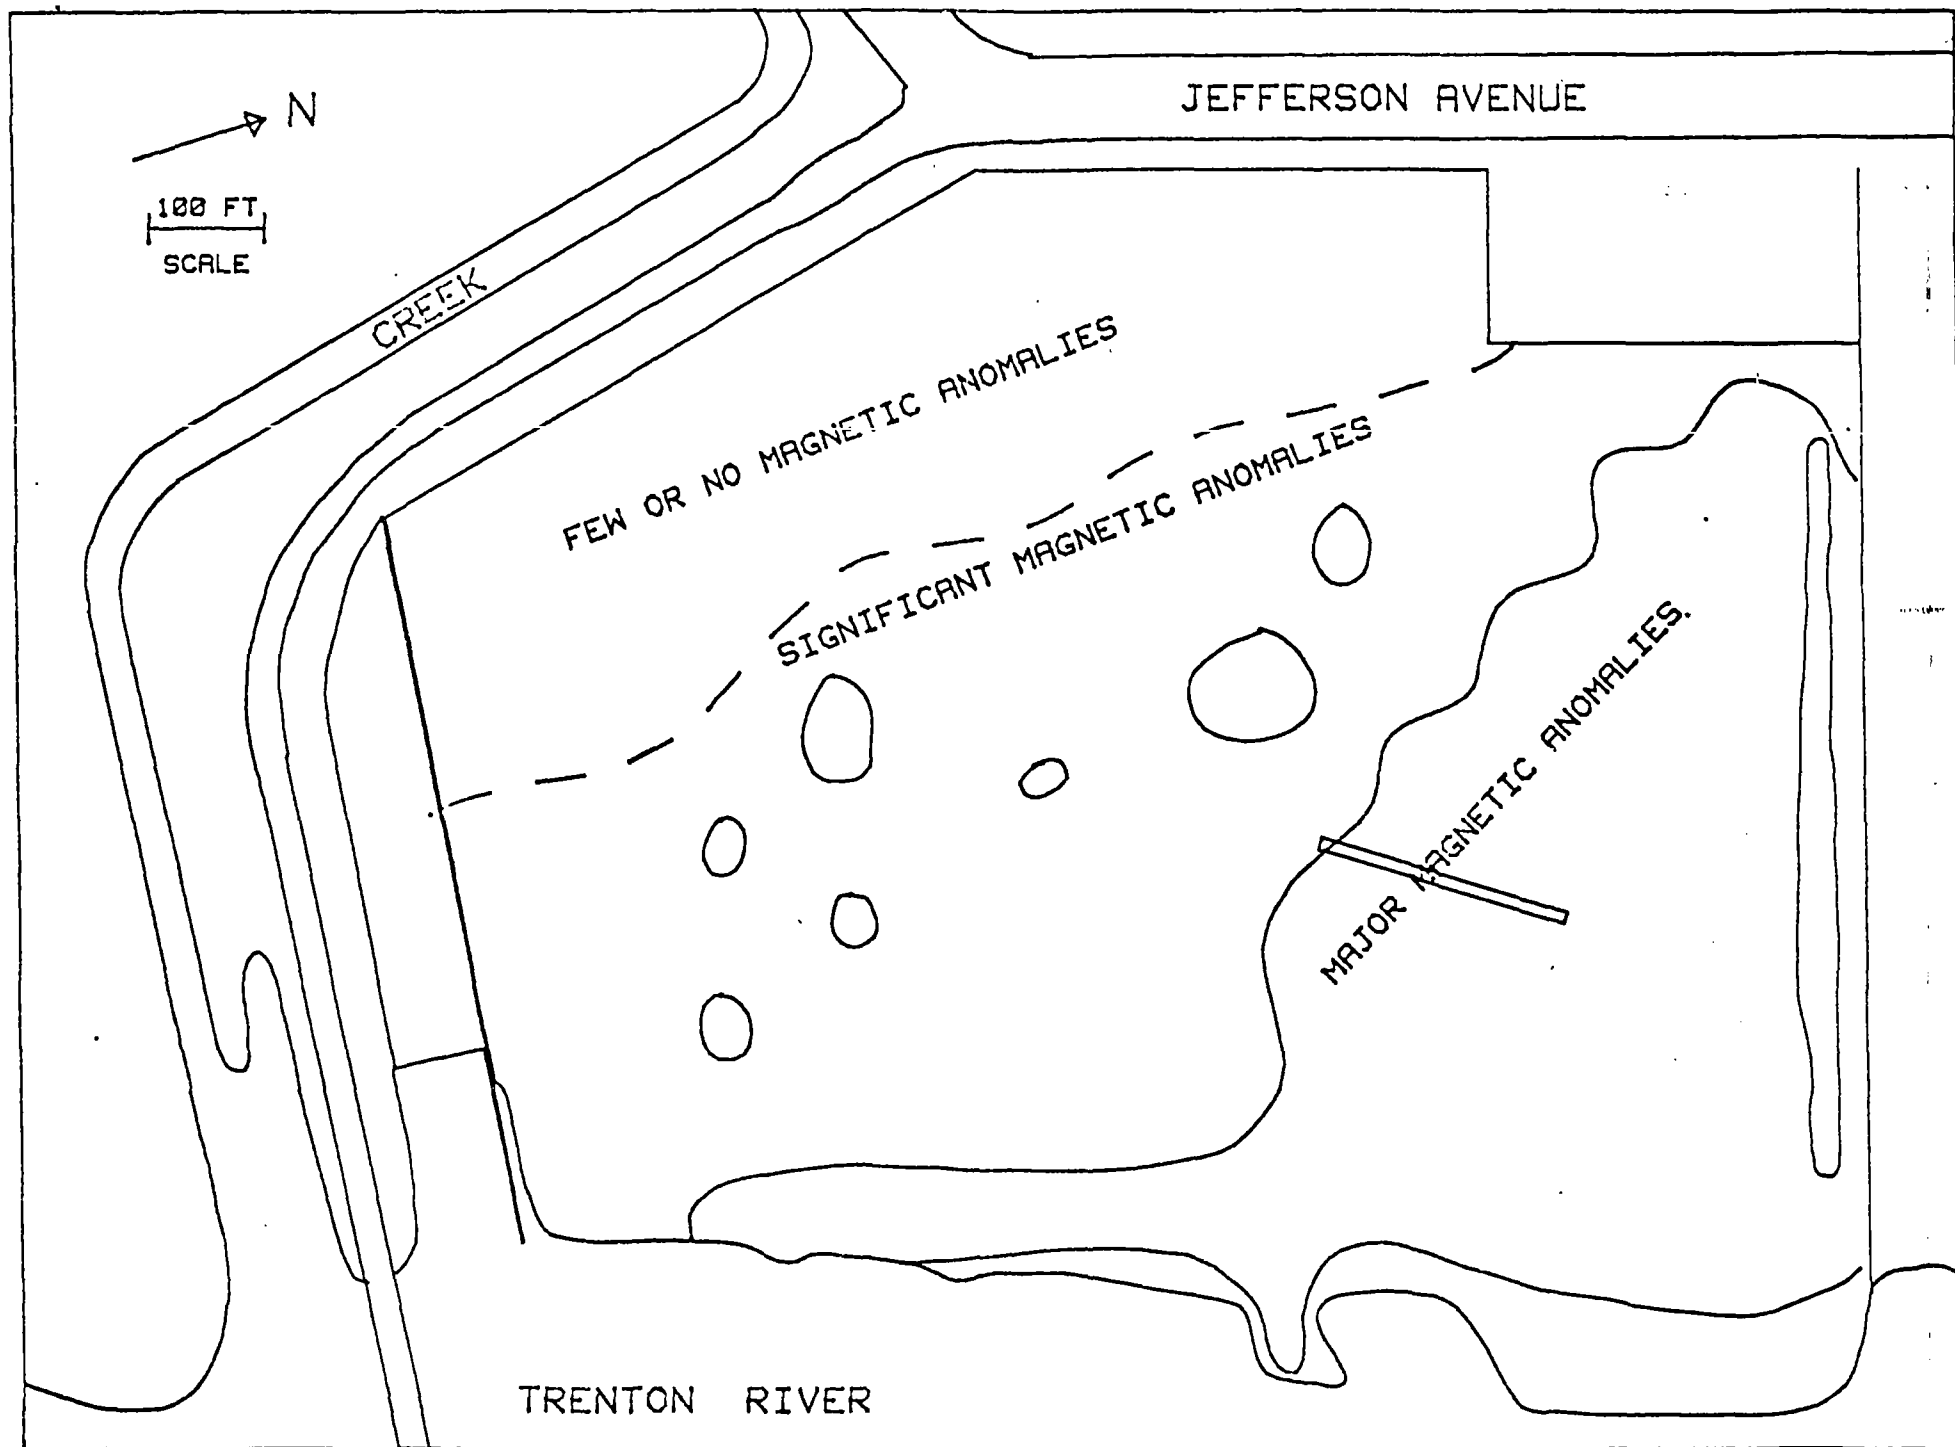 JEFFERSON AVENUE
N
100 FT
SCALE
CREEK
FEW OR NO MAGNETIC ANOMALIES
SIGNIFICANT MAGNETIC ANOMALIES
MAJOR MAGNETIC ANOMALIES.
TRENTON RIVER